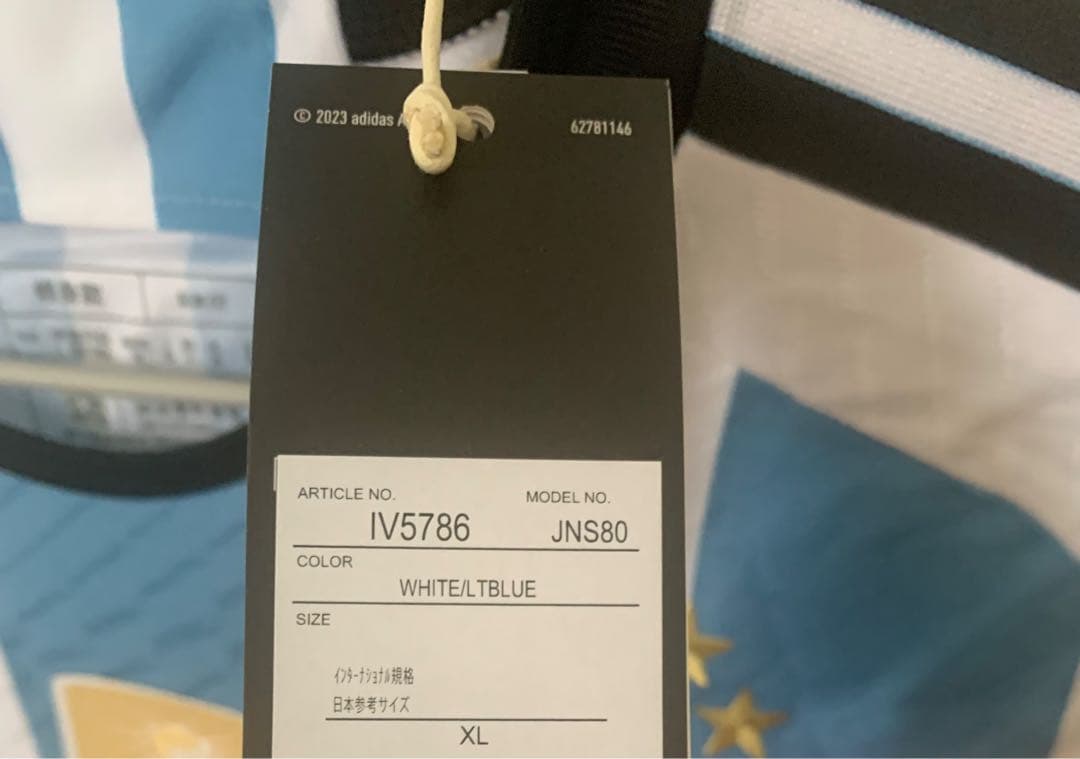 © 2023 adidas A
62781146
ARTICLE NO. MODEL NO.
IV5786 JNS80
COLOR
WHITE/LTBLUE
SIZE
ｲﾝﾀｰﾅｼｮﾅﾙ規格
日本参考サイズ
XL